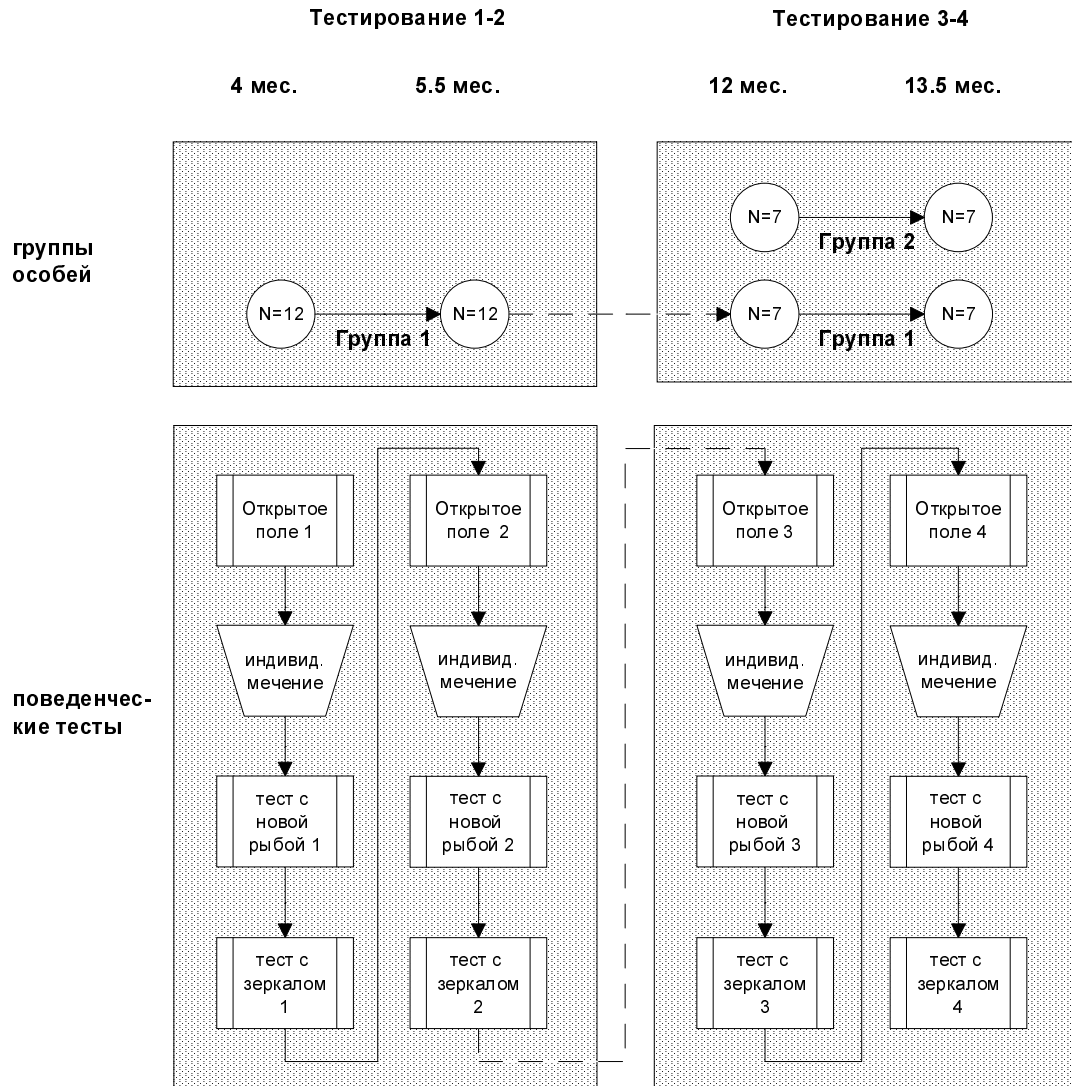 Тестирование 1-2
Тестирование 3-4
4 мес.
5.5 мес.
12 мес.
13.5 мес.
группы
особей
N=7
N=7
Группа 2
N=12
N=12
N=7
N=7
Группа 1
Группа 1
поведенчес-
кие тесты
Открытое
поле 1
Открытое
поле 2
Открытое
поле 3
Открытое
поле 4
индивид.
мечение
индивид.
мечение
индивид.
мечение
индивид.
мечение
тест с
новой
рыбой 1
тест с
новой
рыбой 2
тест с
новой
рыбой 3
тест с
новой
рыбой 4
тест с
зеркалом
1
тест с
зеркалом
2
тест с
зеркалом
3
тест с
зеркалом
4